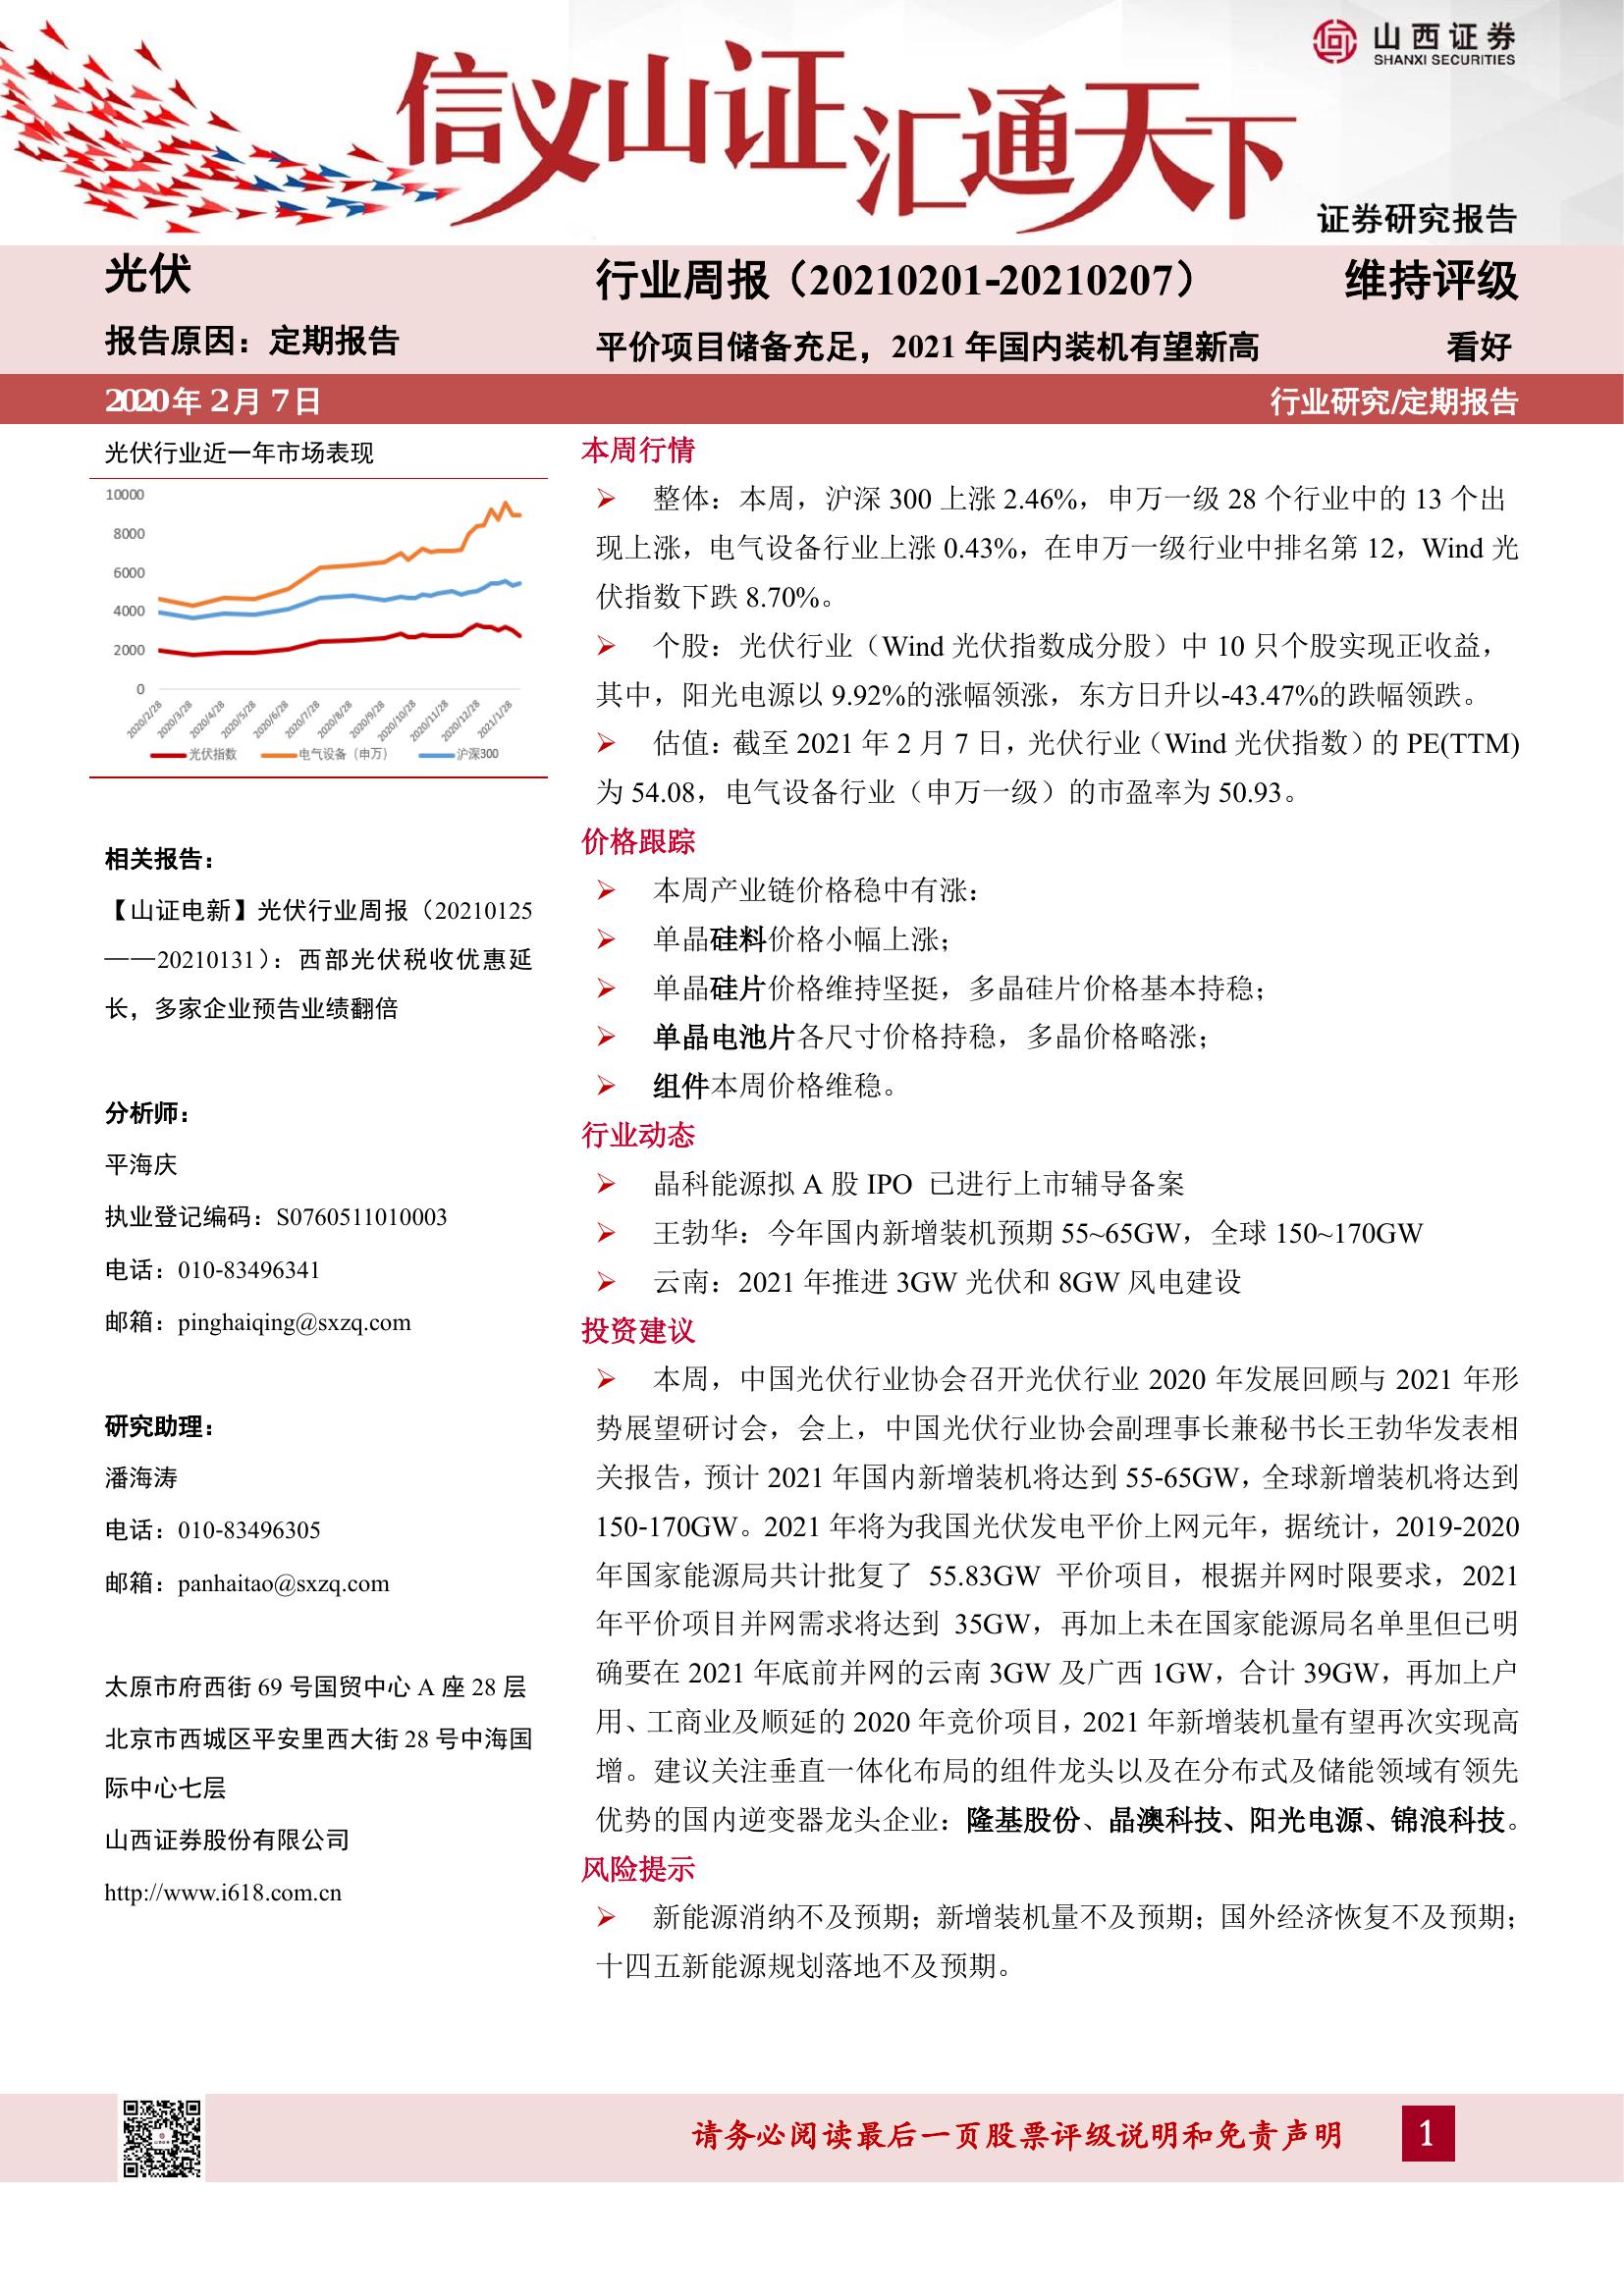 山西证券
SHANXI SECURITIES
信义山证汇通天下
证券研究报告
光伏
行业周报（20210201-20210207）
维持评级
报告原因：定期报告
平价项目储备充足，2021 年国内装机有望新高
看好
2020 年 2 月 7 日
行业研究/定期报告
光伏行业近一年市场表现
10000
8000
6000
4000
2000
0
2020/2/28
2020/3/28
2020/4/28
2020/5/28
2020/6/28
2020/7/28
2020/8/28
2020/9/28
2020/10/28
2020/11/28
2020/12/28
2021/1/28
光伏指数
电气设备（申万）
沪深300
相关报告：
【山证电新】光伏行业周报（20210125
——20210131）：西部光伏税收优惠延
长，多家企业预告业绩翻倍
分析师：
平海庆
执业登记编码：S0760511010003
电话：010-83496341
邮箱：pinghaiqing@sxzq.com
研究助理：
潘海涛
电话：010-83496305
邮箱：panhaitao@sxzq.com
太原市府西街 69 号国贸中心 A 座 28 层
北京市西城区平安里西大街 28 号中海国
际中心七层
山西证券股份有限公司
http://www.i618.com.cn
本周行情
➢ 整体：本周，沪深 300 上涨 2.46%，申万一级 28 个行业中的 13 个出
现上涨，电气设备行业上涨 0.43%，在申万一级行业中排名第 12，Wind 光
伏指数下跌 8.70%。
➢ 个股：光伏行业（Wind 光伏指数成分股）中 10 只个股实现正收益，
其中，阳光电源以 9.92%的涨幅领涨，东方日升以-43.47%的跌幅领跌。
➢ 估值：截至 2021 年 2 月 7 日，光伏行业（Wind 光伏指数）的 PE(TTM)
为 54.08，电气设备行业（申万一级）的市盈率为 50.93。
价格跟踪
➢ 本周产业链价格稳中有涨：
➢ 单晶硅料价格小幅上涨；
➢ 单晶硅片价格维持坚挺，多晶硅片价格基本持稳；
➢ 单晶电池片各尺寸价格持稳，多晶价格略涨；
➢ 组件本周价格维稳。
行业动态
➢ 晶科能源拟 A 股 IPO 已进行上市辅导备案
➢ 王勃华：今年国内新增装机预期 55~65GW，全球 150~170GW
➢ 云南：2021 年推进 3GW 光伏和 8GW 风电建设
投资建议
➢ 本周，中国光伏行业协会召开光伏行业 2020 年发展回顾与 2021 年形
势展望研讨会，会上，中国光伏行业协会副理事长兼秘书长王勃华发表相
关报告，预计 2021 年国内新增装机将达到 55-65GW，全球新增装机将达到
150-170GW。2021 年将为我国光伏发电平价上网元年，据统计，2019-2020
年国家能源局共计批复了 55.83GW 平价项目，根据并网时限要求，2021
年平价项目并网需求将达到 35GW，再加上未在国家能源局名单里但已明
确要在 2021 年底前并网的云南 3GW 及广西 1GW，合计 39GW，再加上户
用、工商业及顺延的 2020 年竞价项目，2021 年新增装机量有望再次实现高
增。建议关注垂直一体化布局的组件龙头以及在分布式及储能领域有领先
优势的国内逆变器龙头企业：隆基股份、晶澳科技、阳光电源、锦浪科技。
风险提示
➢ 新能源消纳不及预期；新增装机量不及预期；国外经济恢复不及预期；
十四五新能源规划落地不及预期。
请务必阅读最后一页股票评级说明和免责声明
1